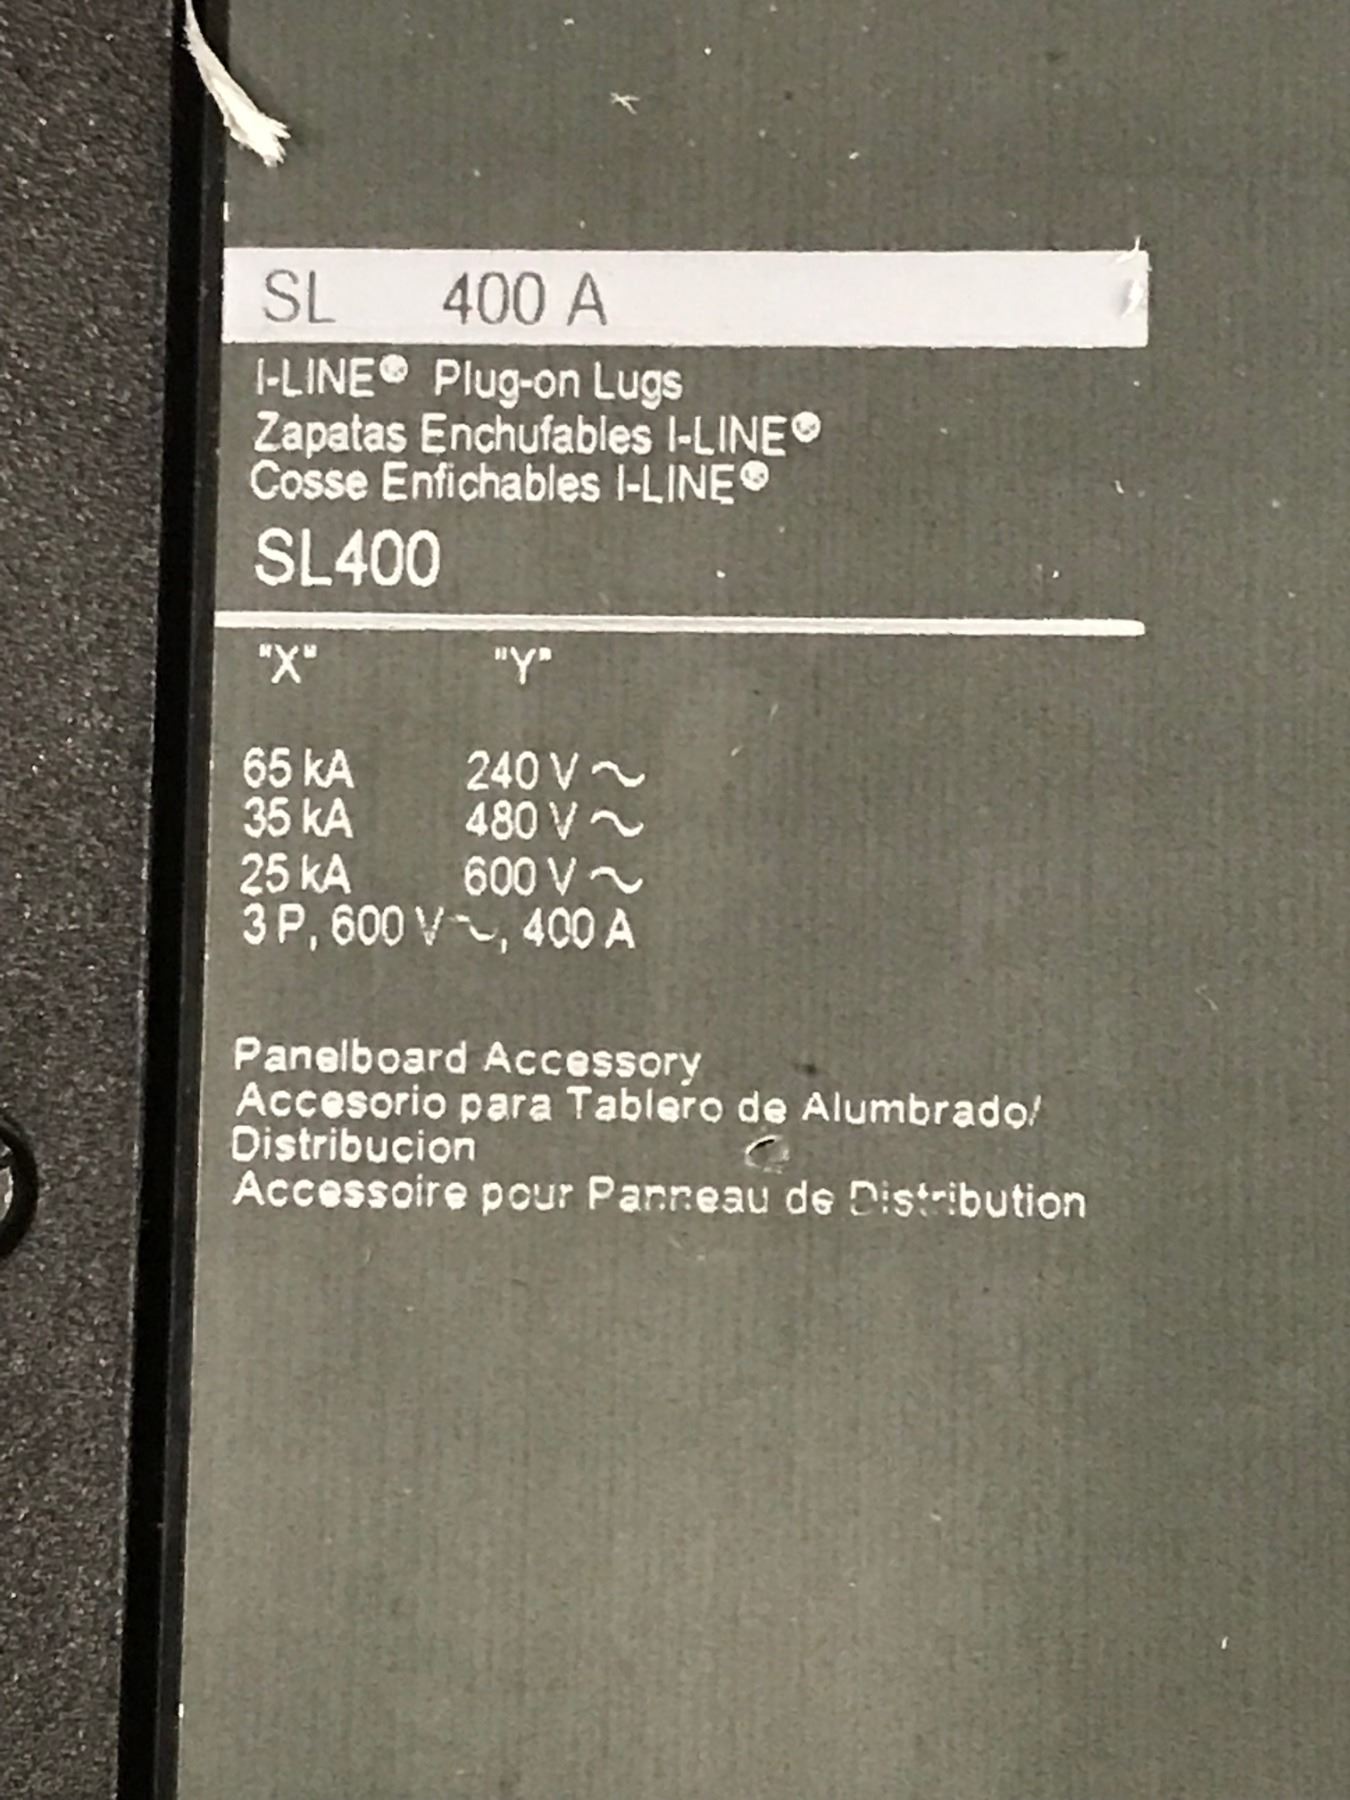 SL 400 A
I-LINE® Plug-on Lugs
Zapatas Enchufables I-LINE®
Cosse Enfichables I-LINE®
SL400
"X" "Y"
65 kA 240 V ~
35 kA 480 V ~
25 kA 600 V ~
3 P, 600 V ~, 400 A
Panelboard Accessory
Accesorio para Tablero de Alumbrado/
Distribucion
Accessoire pour Panneau de Distribution